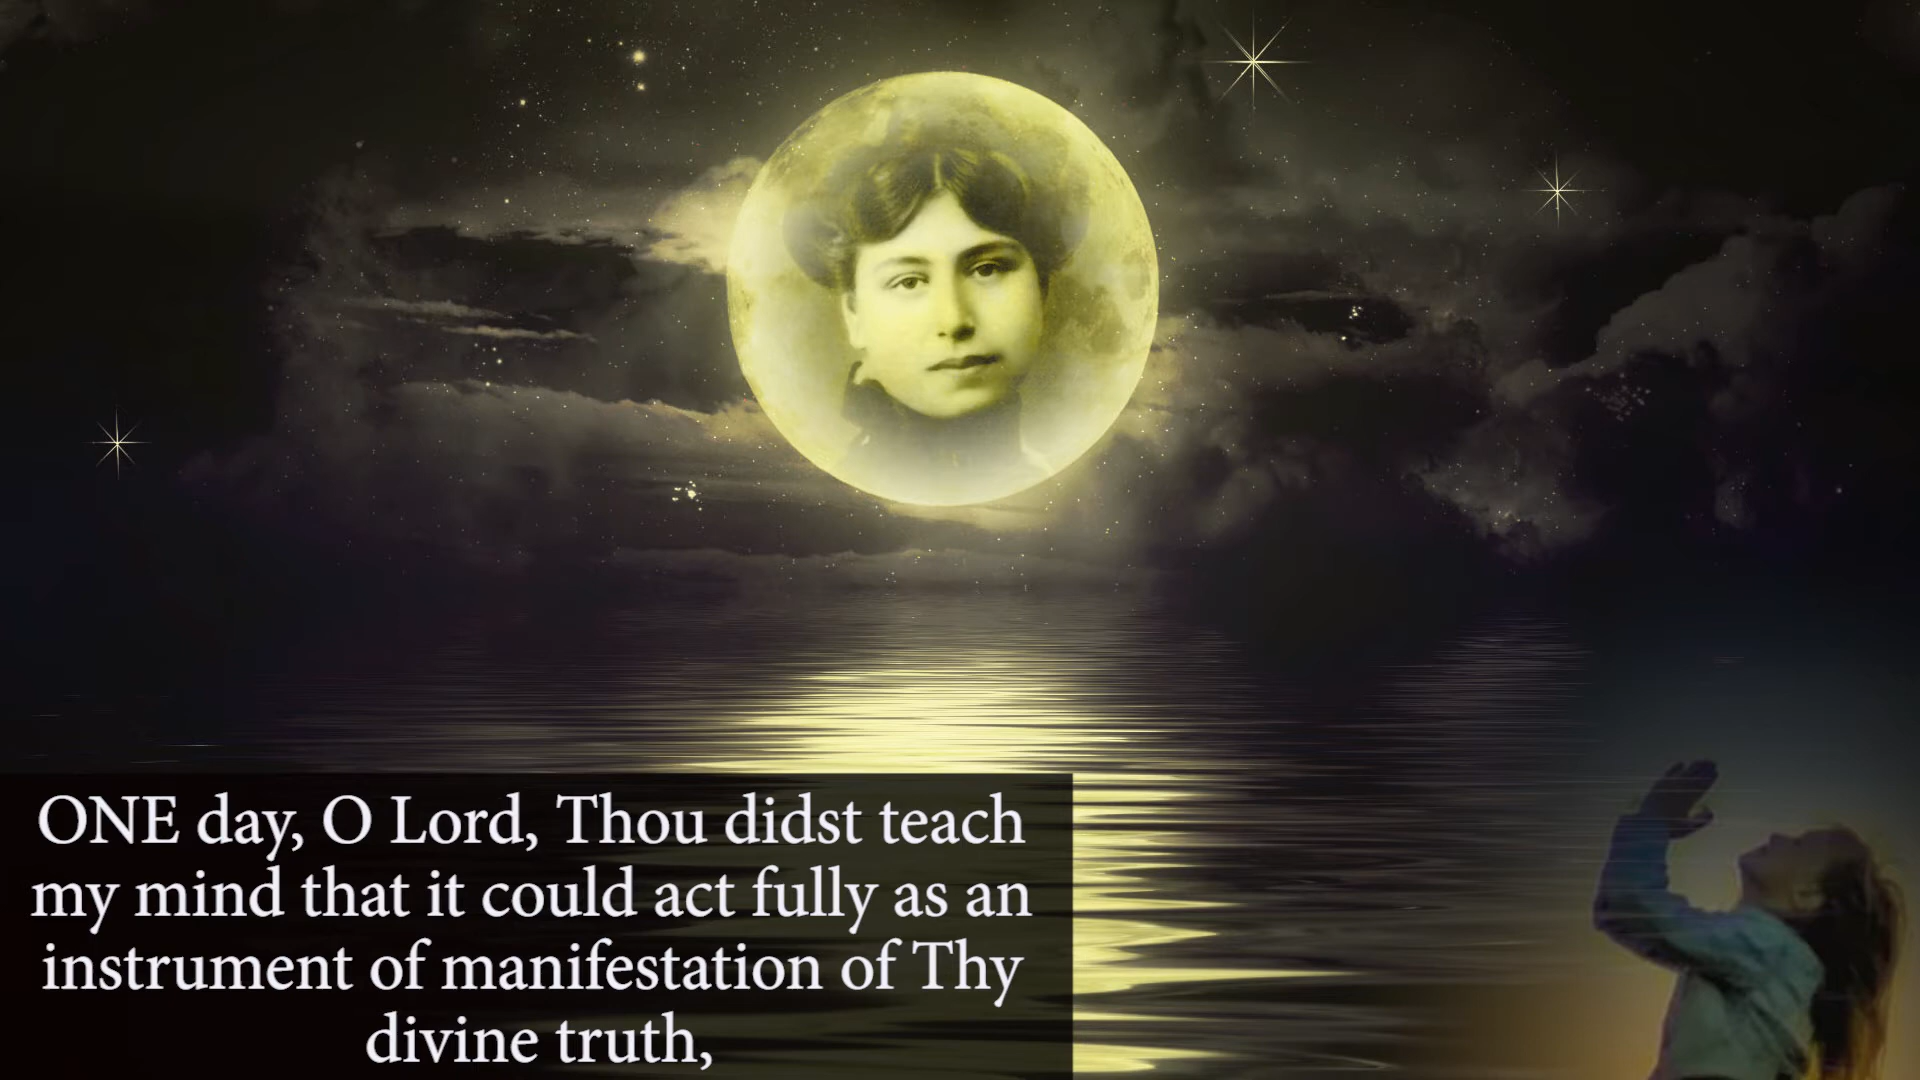 ONE day, O Lord, Thou didst teach
my mind that it could act fully as an
instrument of manifestation of Thy
divine truth,